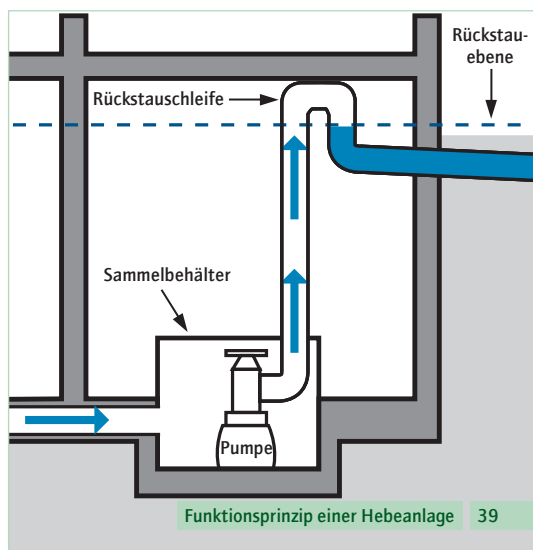 Rückstau-
ebene
Rückstauschleife
Sammelbehälter
Pumpe
Funktionsprinzip einer Hebeanlage 39